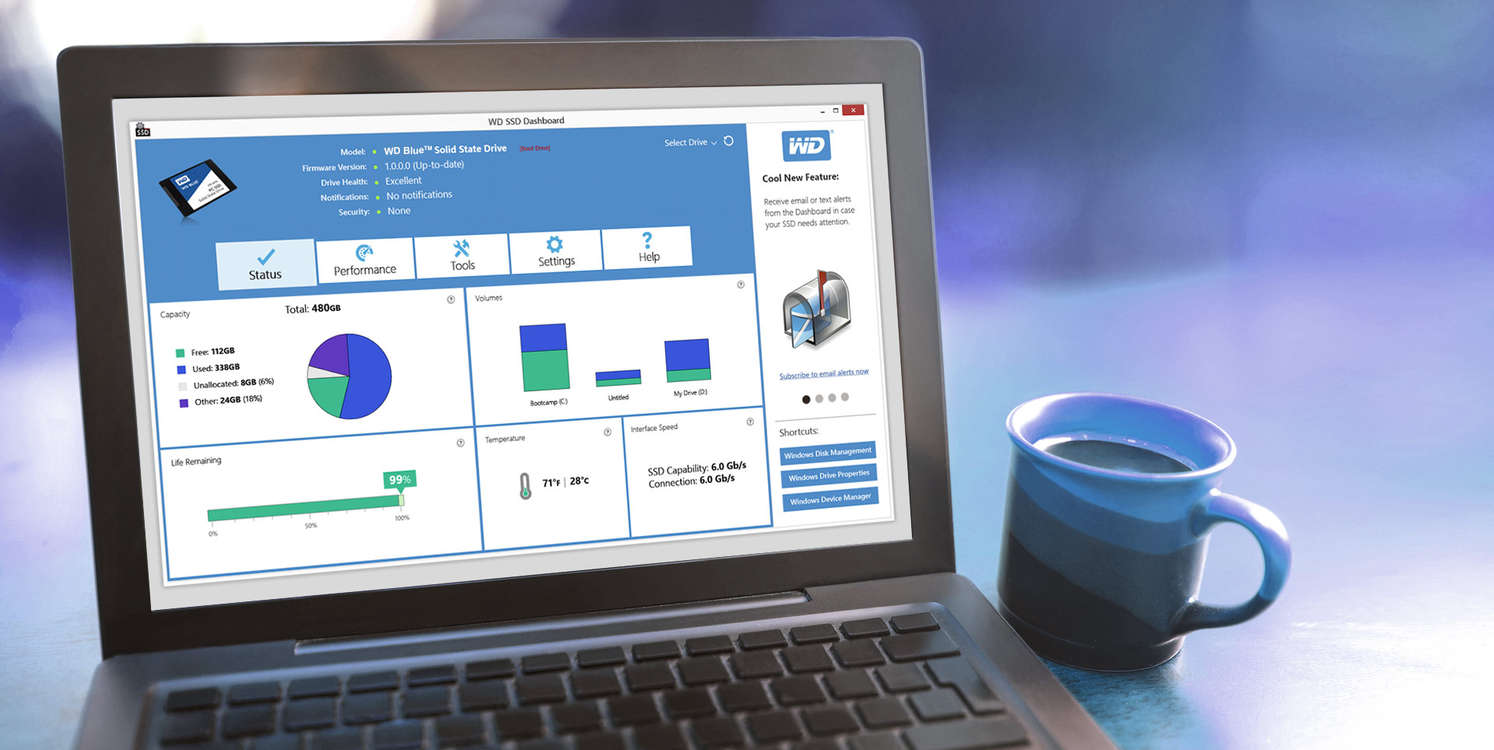 WD SSD Dashboard
SSD
Model: WD Blue™ Solid State Drive [Boot Drive]
Firmware Version: 1.0.0.0 (Up-to-date)
Drive Health: Excellent
Notifications: No notifications
Security: None
Select Drive
WD BLUE
Status
Performance
Tools
Settings
Help
Capacity
Total: 480GB
Free: 112GB
Used: 338GB
Unallocated: 8GB (6%)
Other: 24GB (18%)
Volumes
Bootcamp (C:)
Untitled
My Drive (D:)
Life Remaining
99%
0%
50%
100%
Temperature
71°F | 28°C
Interface Speed
SSD Capability: 6.0 Gb/s
Connection: 6.0 Gb/s
WD®
Cool New Feature:
Receive email or text alerts
from the Dashboard in case
your SSD needs attention.
Subscribe to email alerts now
Shortcuts:
Windows Disk Management
Windows Drive Properties
Windows Device Manager